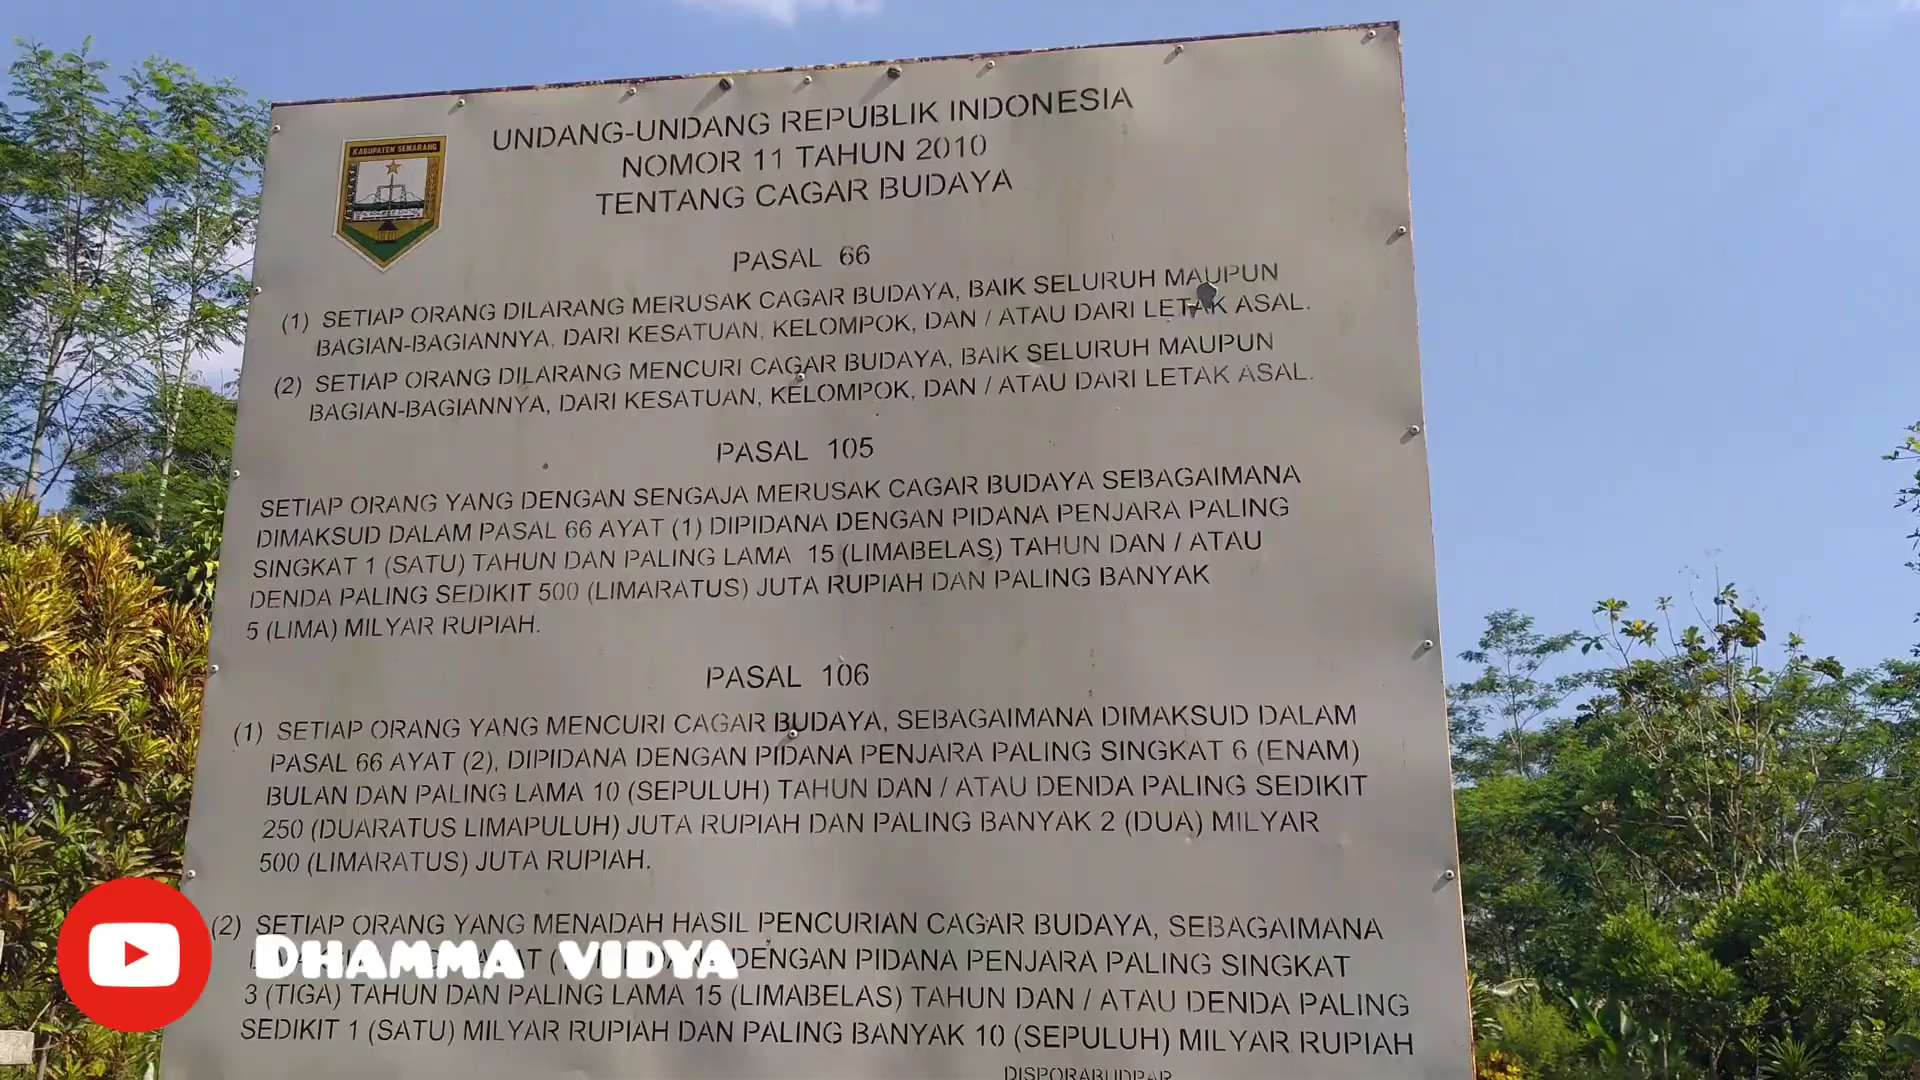 KABUPATEN SEMARANG
UNDANG-UNDANG REPUBLIK INDONESIA
NOMOR 11 TAHUN 2010
TENTANG CAGAR BUDAYA
PASAL 66
(1) SETIAP ORANG DILARANG MERUSAK CAGAR BUDAYA, BAIK SELURUH MAUPUN
BAGIAN-BAGIANNYA, DARI KESATUAN, KELOMPOK, DAN / ATAU DARI LETAK ASAL.
(2) SETIAP ORANG DILARANG MENCURI CAGAR BUDAYA, BAIK SELURUH MAUPUN
BAGIAN-BAGIANNYA, DARI KESATUAN, KELOMPOK, DAN / ATAU DARI LETAK ASAL.
PASAL 105
SETIAP ORANG YANG DENGAN SENGAJA MERUSAK CAGAR BUDAYA SEBAGAIMANA
DIMAKSUD DALAM PASAL 66 AYAT (1) DIPIDANA DENGAN PIDANA PENJARA PALING
SINGKAT 1 (SATU) TAHUN DAN PALING LAMA 15 (LIMABELAS) TAHUN DAN / ATAU
DENDA PALING SEDIKIT 500 (LIMARATUS) JUTA RUPIAH DAN PALING BANYAK
5 (LIMA) MILYAR RUPIAH.
PASAL 106
(1) SETIAP ORANG YANG MENCURI CAGAR BUDAYA, SEBAGAIMANA DIMAKSUD DALAM
PASAL 66 AYAT (2), DIPIDANA DENGAN PIDANA PENJARA PALING SINGKAT 6 (ENAM)
BULAN DAN PALING LAMA 10 (SEPULUH) TAHUN DAN / ATAU DENDA PALING SEDIKIT
250 (DUARATUS LIMAPULUH) JUTA RUPIAH DAN PALING BANYAK 2 (DUA) MILYAR
500 (LIMARATUS) JUTA RUPIAH.
(2) SETIAP ORANG YANG MENADAH HASIL PENCURIAN CAGAR BUDAYA, SEBAGAIMANA
DENGAN PIDANA PENJARA PALING SINGKAT
3 (TIGA) TAHUN DAN PALING LAMA 15 (LIMABELAS) TAHUN DAN / ATAU DENDA PALING
SEDIKIT 1 (SATU) MILYAR RUPIAH DAN PALING BANYAK 10 (SEPULUH) MILYAR RUPIAH
DISPORABUDPAR
DHAMMA VIDYA